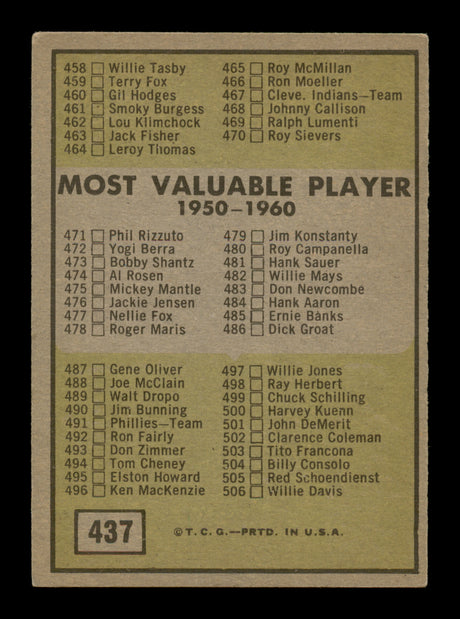 458 Willie Tasby
459 Terry Fox
460 Gil Hodges
461 Smoky Burgess
462 Lou Klimchock
463 Jack Fisher
464 Leroy Thomas
465 Roy McMillan
466 Ron Moeller
467 Cleve. Indians—Team
468 Johnny Callison
469 Ralph Lumenti
470 Roy Sievers
MOST VALUABLE PLAYER
1950-1960
471 Phil Rizzuto
472 Yogi Berra
473 Bobby Shantz
474 Al Rosen
475 Mickey Mantle
476 Jackie Jensen
477 Nellie Fox
478 Roger Maris
479 Jim Konstanty
480 Roy Campanella
481 Hank Sauer
482 Willie Mays
483 Don Newcombe
484 Hank Aaron
485 Ernie Banks
486 Dick Groat
487 Gene Oliver
488 Joe McClain
489 Walt Dropo
490 Jim Bunning
491 Phillies—Team
492 Ron Fairly
493 Don Zimmer
494 Tom Cheney
495 Elston Howard
496 Ken MacKenzie
497 Willie Jones
498 Ray Herbert
499 Chuck Schilling
500 Harvey Kuenn
501 John DeMerit
502 Clarence Coleman
503 Tito Francona
504 Billy Consolo
505 Red Schoendienst
506 Willie Davis
437
©T.C.G.—PRTD. IN U.S.A.